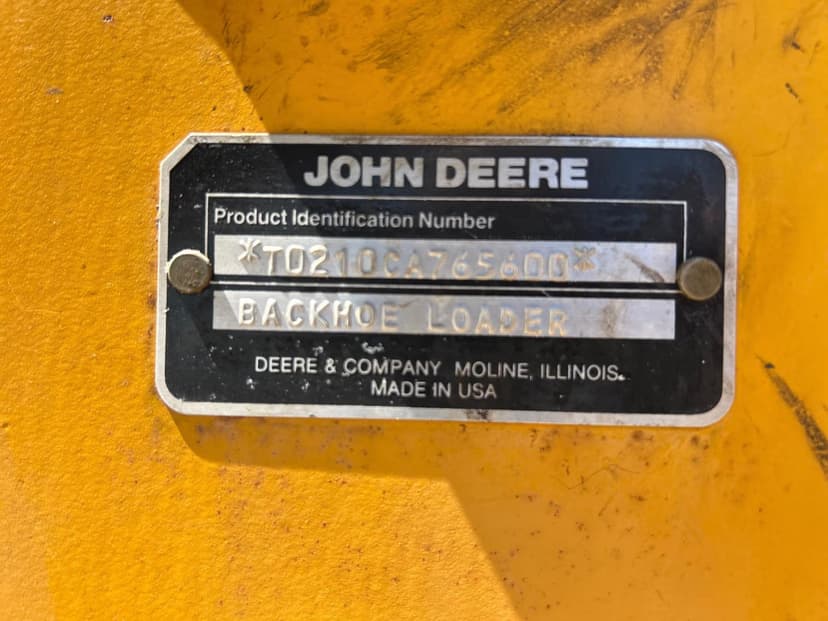 JOHN DEERE
Product Identification Number
*T0210CA765600*
BACKHOE LOADER
DEERE & COMPANY MOLINE, ILLINOIS.
MADE IN USA